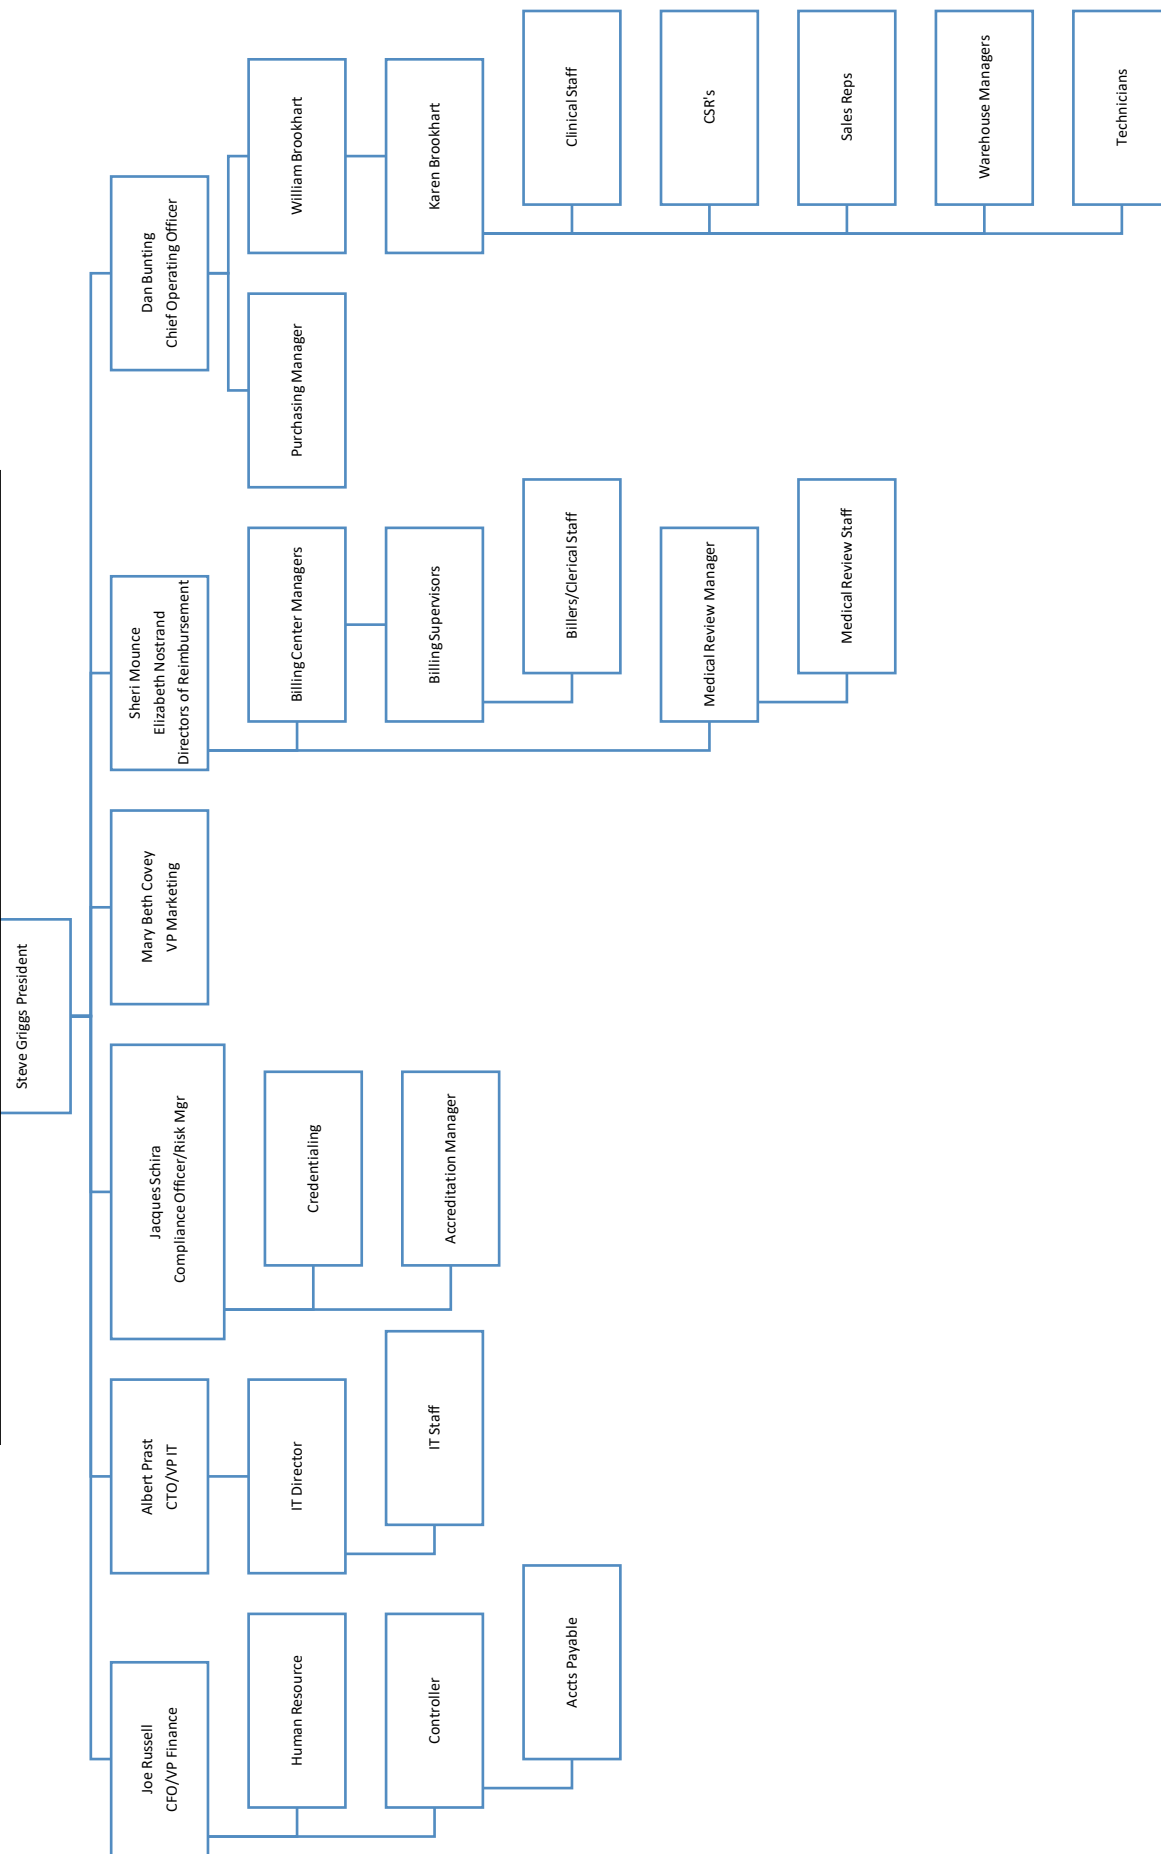 Steve Griggs President
Joe Russell
CFO/VP Finance
Human Resource
Controller
Accts Payable
Albert Prast
CTO/VP IT
IT Director
IT Staff
Jacques Schira
Compliance Officer/Risk Mgr
Credentialing
Accreditation Manager
Mary Beth Covey
VP Marketing
Sheri Mounce
Elizabeth Nostrand
Directors of Reimbursement
Billing Center Managers
Billing Supervisors
Billers/Clerical Staff
Medical Review Manager
Medical Review Staff
Dan Bunting
Chief Operating Officer
Purchasing Manager
William Brookhart
Karen Brookhart
Clinical Staff
CSR's
Sales Reps
Warehouse Managers
Technicians